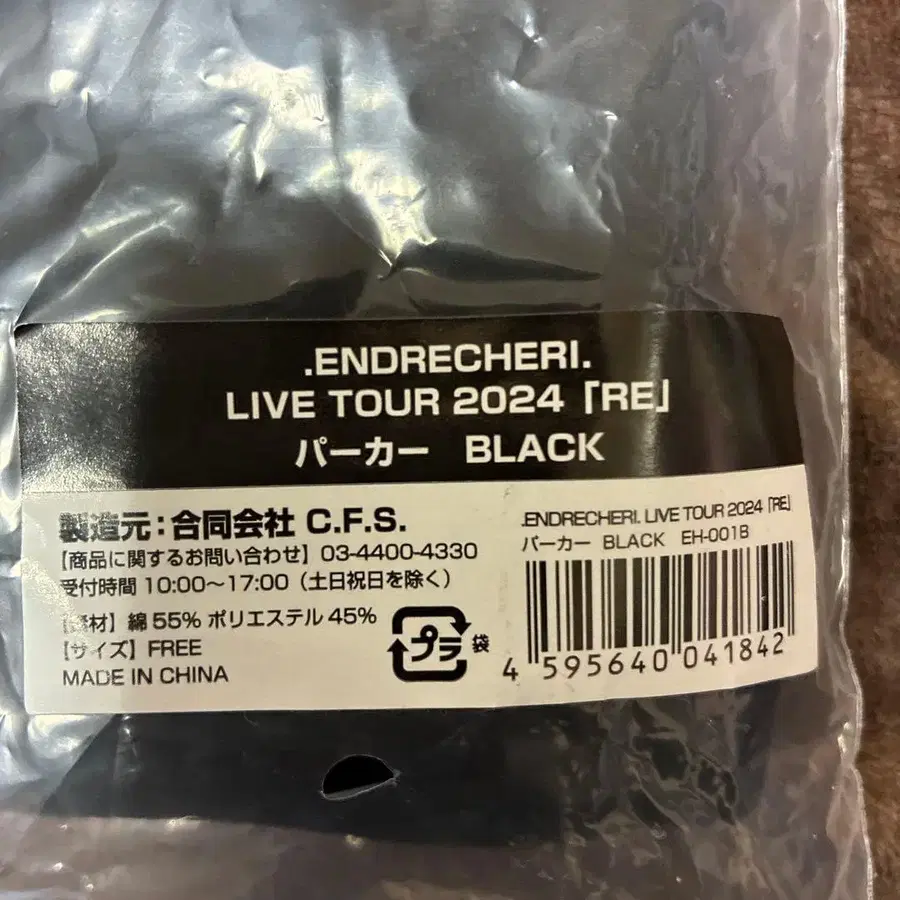 .ENDRECHERI.
LIVE TOUR 2024「RE」
パーカー BLACK
製造元：合同会社 C.F.S.
【商品に関するお問い合わせ】03-4400-4330
受付時間 10:00～17:00（土日祝日を除く）
【素材】綿 55% ポリエステル 45%
【サイズ】FREE
MADE IN CHINA
プラ
袋
.ENDRECHERI. LIVE TOUR 2024「RE」
パーカー BLACK EH-001B
4 595640 041842